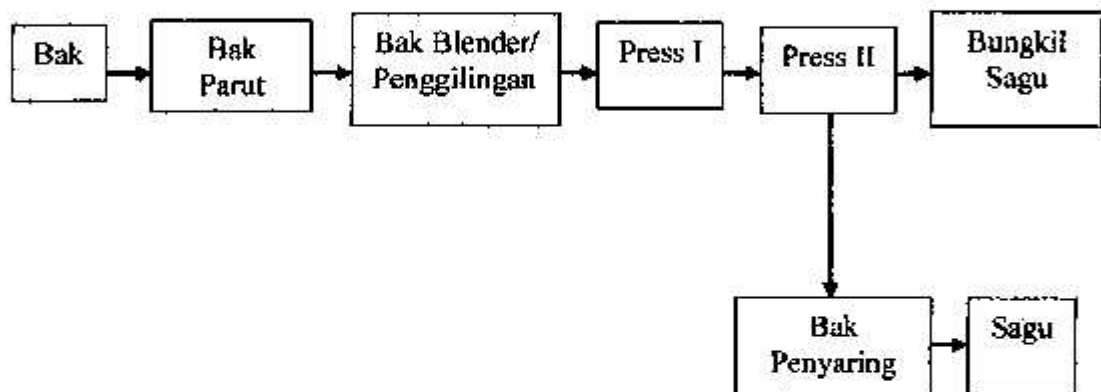 Bak
Bak
Parut
Bak Blender/
Penggilingan
Press I
Press II
Bungkil
Sagu
Bak
Penyaring
Sagu